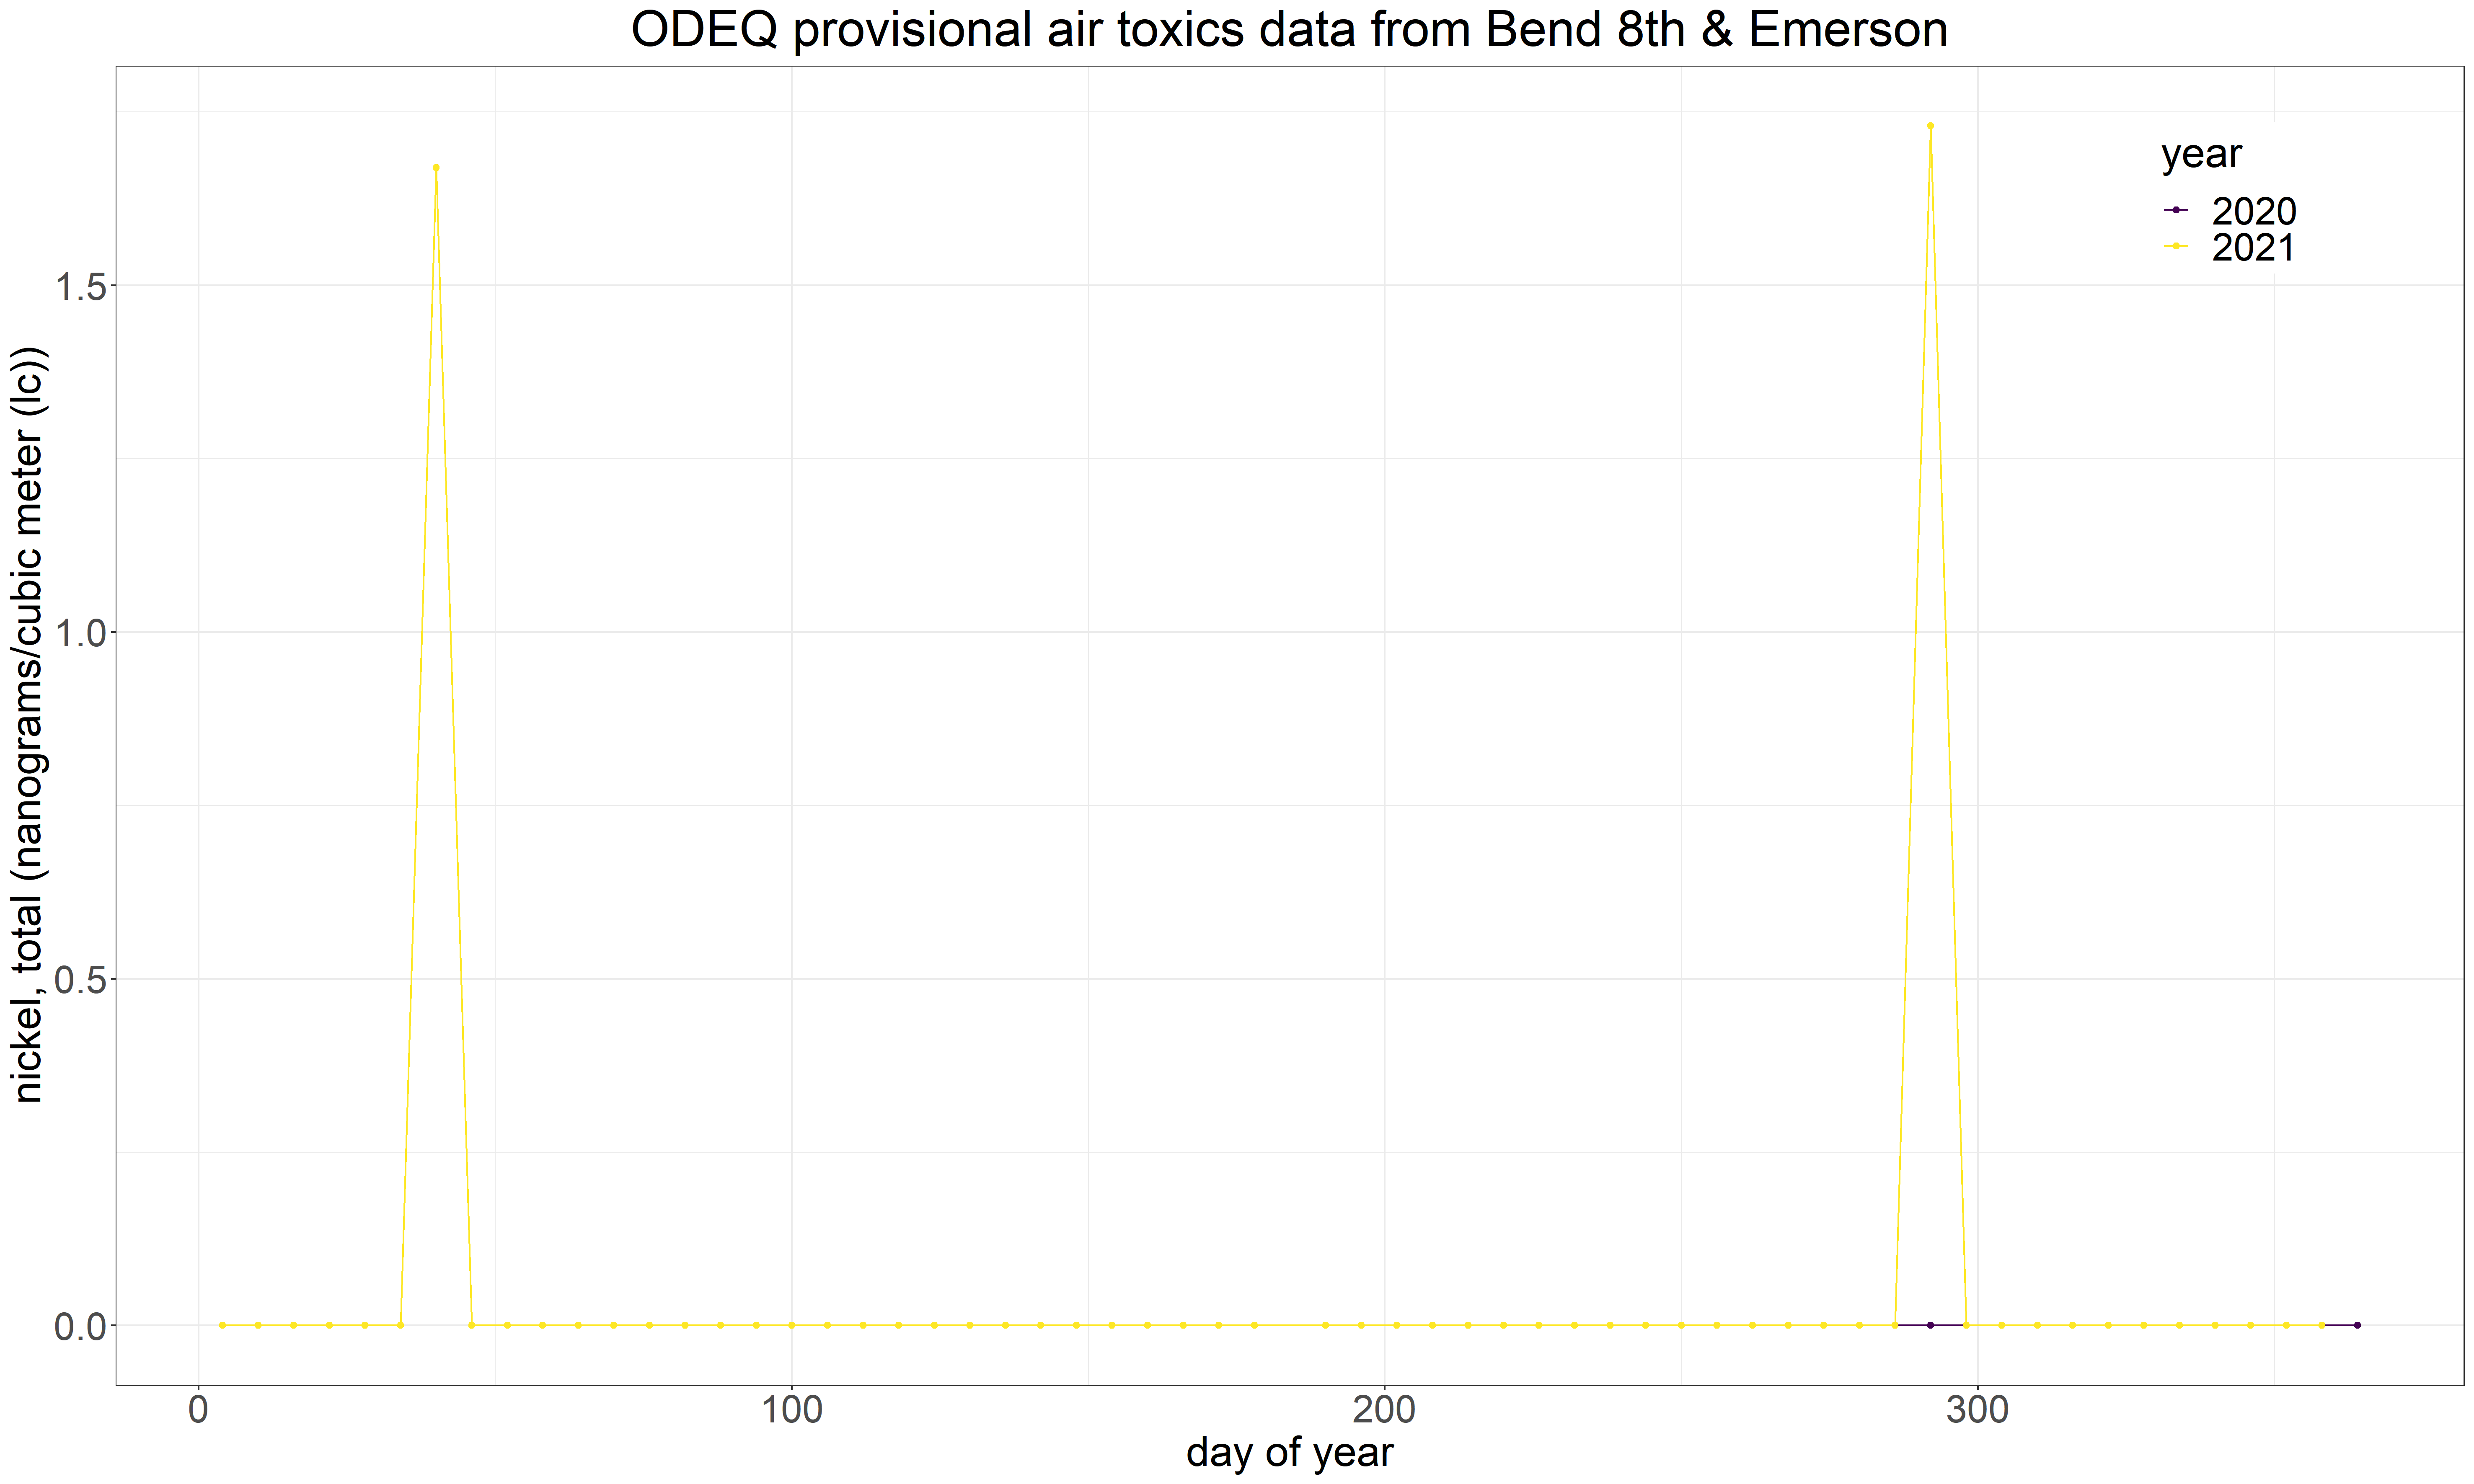 ODEQ provisional air toxics data from Bend 8th & Emerson
nickel, total (nanograms/cubic meter (lc))
1.5
1.0
0.5
0.0
year
2020
2021
0
100
200
300
day of year